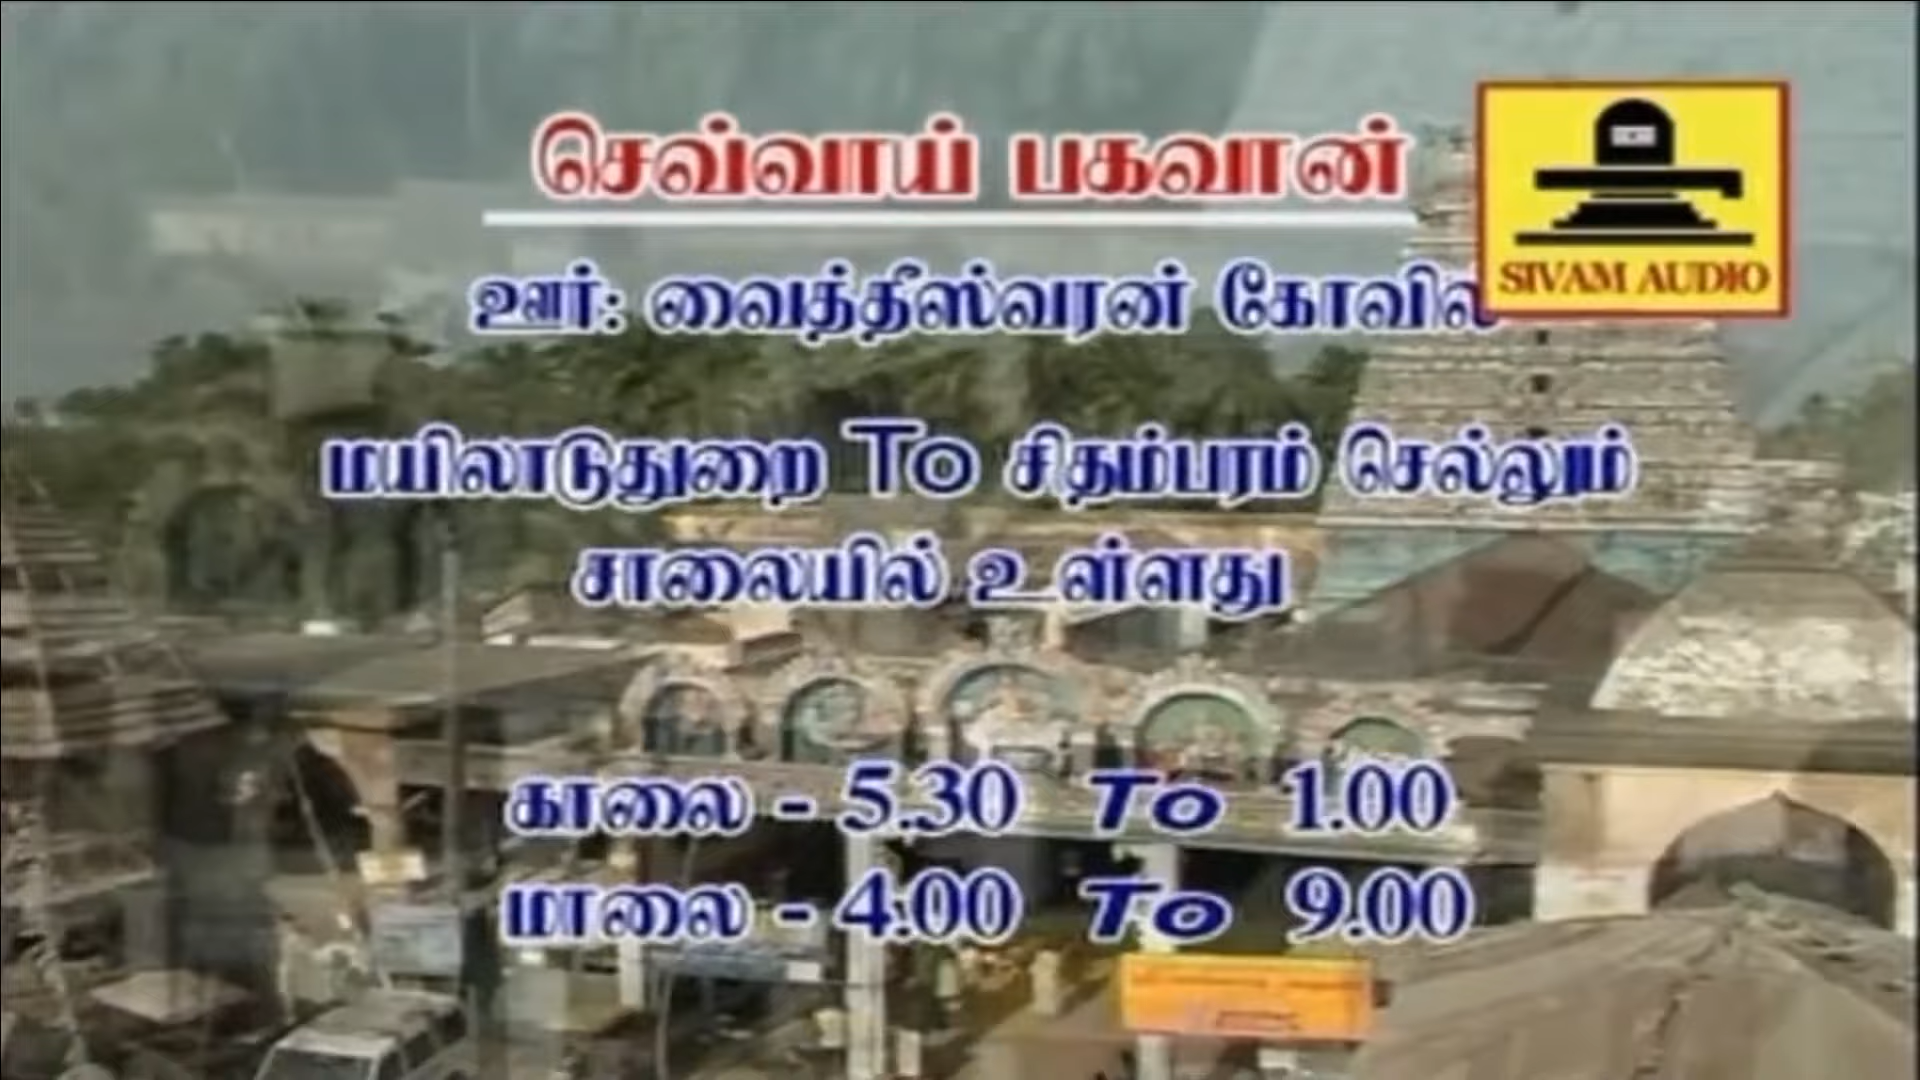 செவ்வாய் பகவான்
SIVAM AUDIO
ஊர்: வைத்தீஸ்வரன் கோவில்
மயிலாடுதுறை To சிதம்பரம் செல்லும்
சாலையில் உள்ளது
காலை - 5.30 To 1.00
மாலை - 4.00 To 9.00